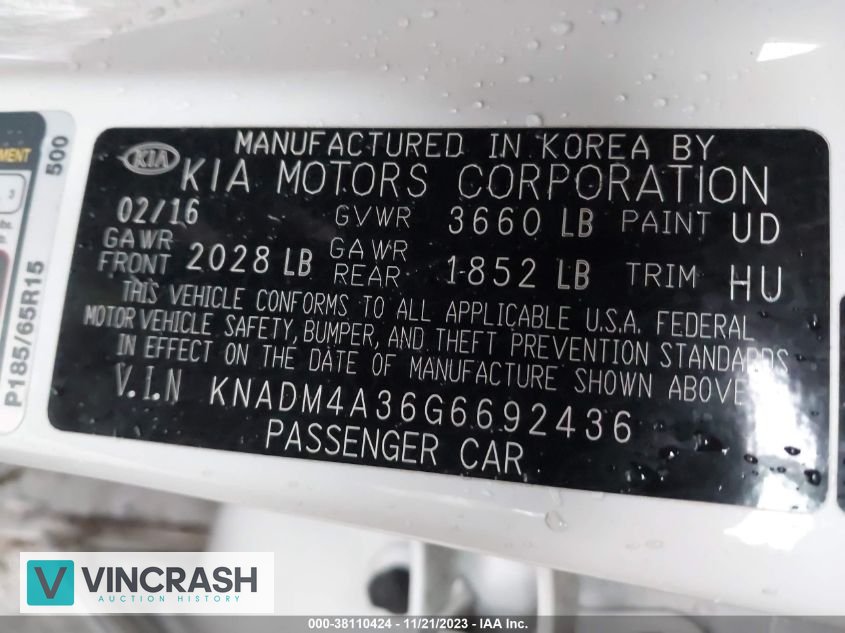 MANUFACTURED IN KOREA BY
KIA KIA MOTORS CORPORATION
02/16 GVWR 3660 LB PAINT UD
GAWR FRONT 2028 LB GAWR REAR 1852 LB TRIM HU
THIS VEHICLE CONFORMS TO ALL APPLICABLE U.S.A. FEDERAL
MOTOR VEHICLE SAFETY, BUMPER, AND THEFT PREVENTION STANDARDS
IN EFFECT ON THE DATE OF MANUFACTURE SHOWN ABOVE
V.I.N KNADM4A36G6692436
PASSENGER CAR
500
P185/65R15
V VINCRASH
AUCTION HISTORY
000-38110424 - 11/21/2023 - IAA Inc.